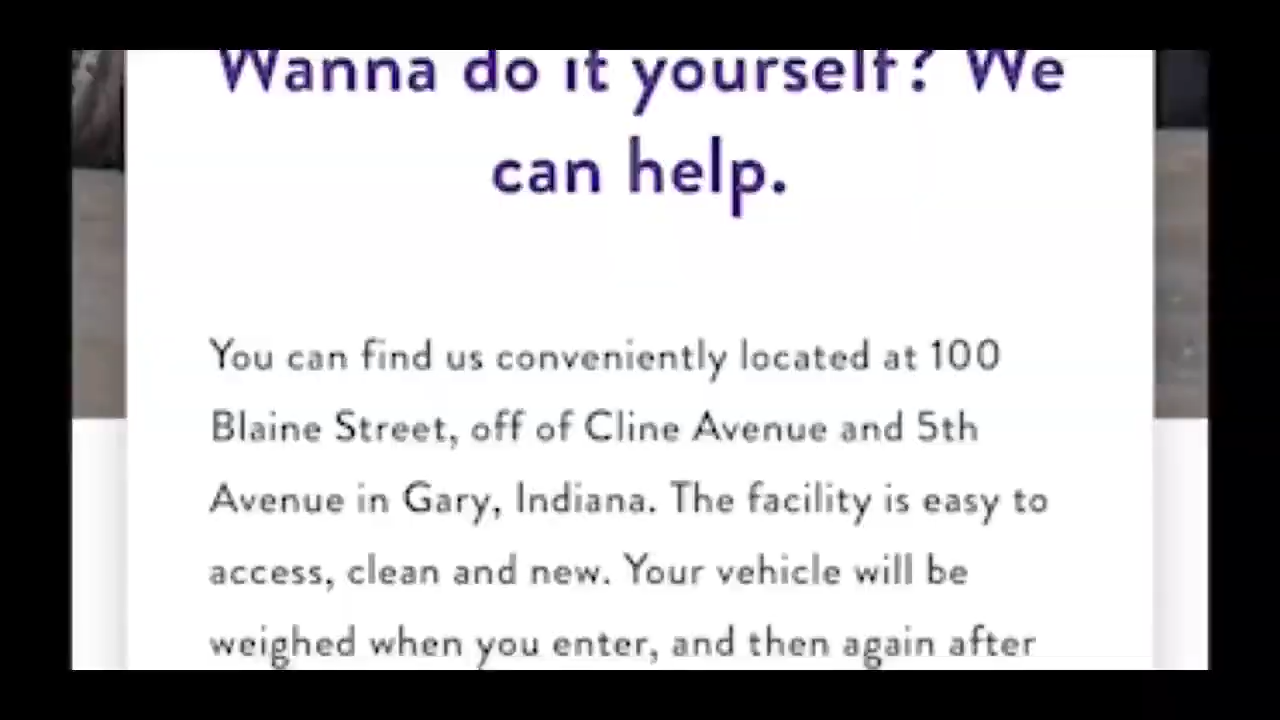 Wanna do it yourself? We
can help.
You can find us conveniently located at 100
Blaine Street, off of Cline Avenue and 5th
Avenue in Gary, Indiana. The facility is easy to
access, clean and new. Your vehicle will be
weighed when you enter, and then again after